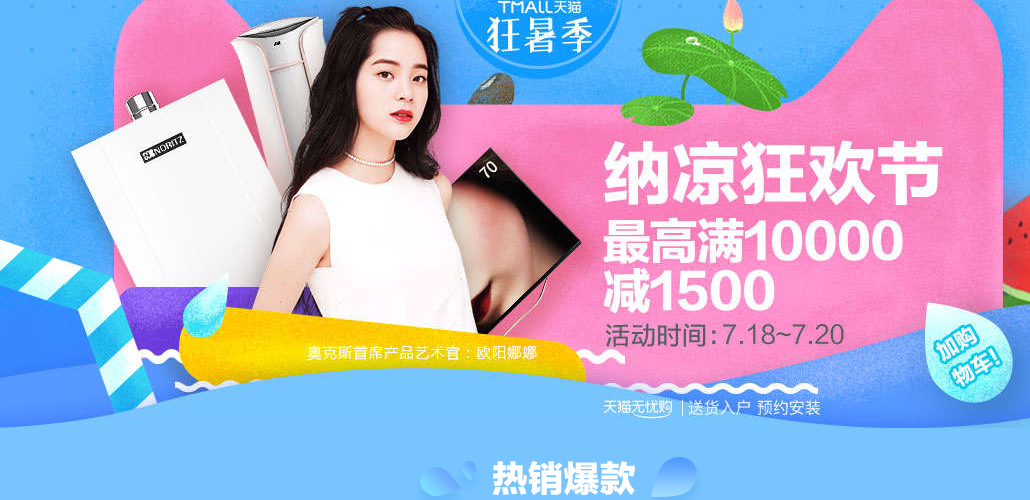 TMALL天猫
狂暑季
NORITZ
70
纳凉狂欢节
最高满10000
减1500
活动时间:7.18~7.20
奥克斯首席产品艺术官：欧阳娜娜
加购
物车!
天猫无忧购 | 送货入户 预约安装
热销爆款